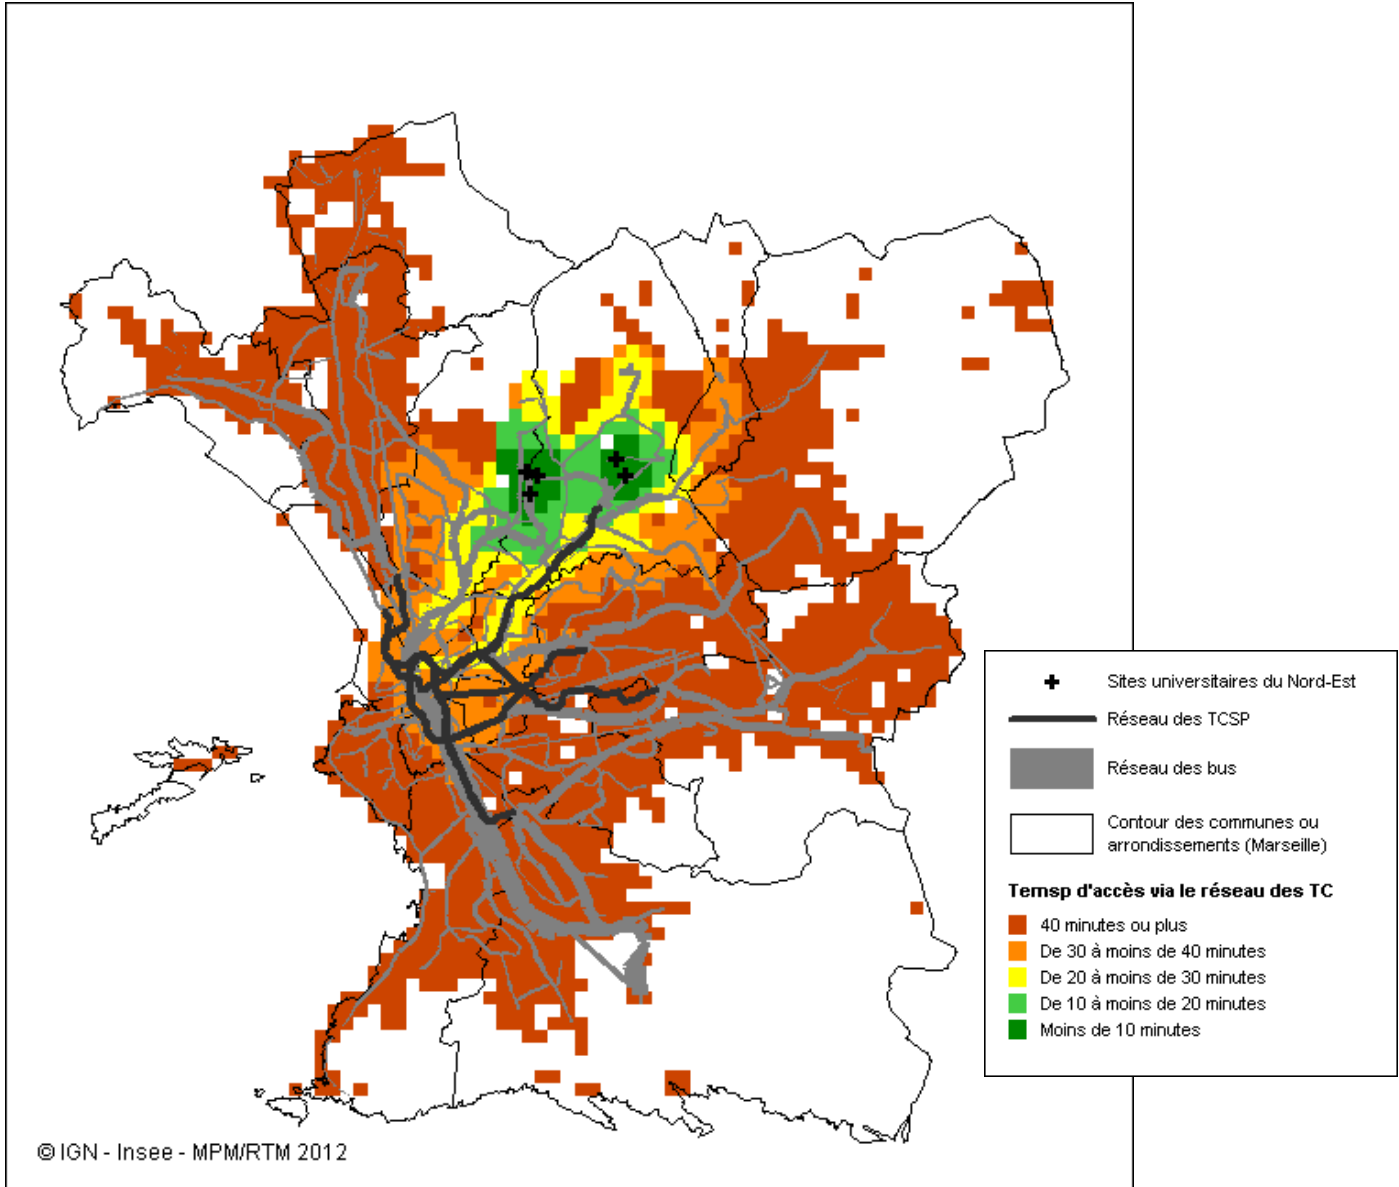 Sites universitaires du Nord-Est
Réseau des TCSP
Réseau des bus
Contour des communes ou
arrondissements (Marseille)
Temsp d'accès via le réseau des TC
40 minutes ou plus
De 30 à moins de 40 minutes
De 20 à moins de 30 minutes
De 10 à moins de 20 minutes
Moins de 10 minutes
© IGN - Insee - MPM/RTM 2012